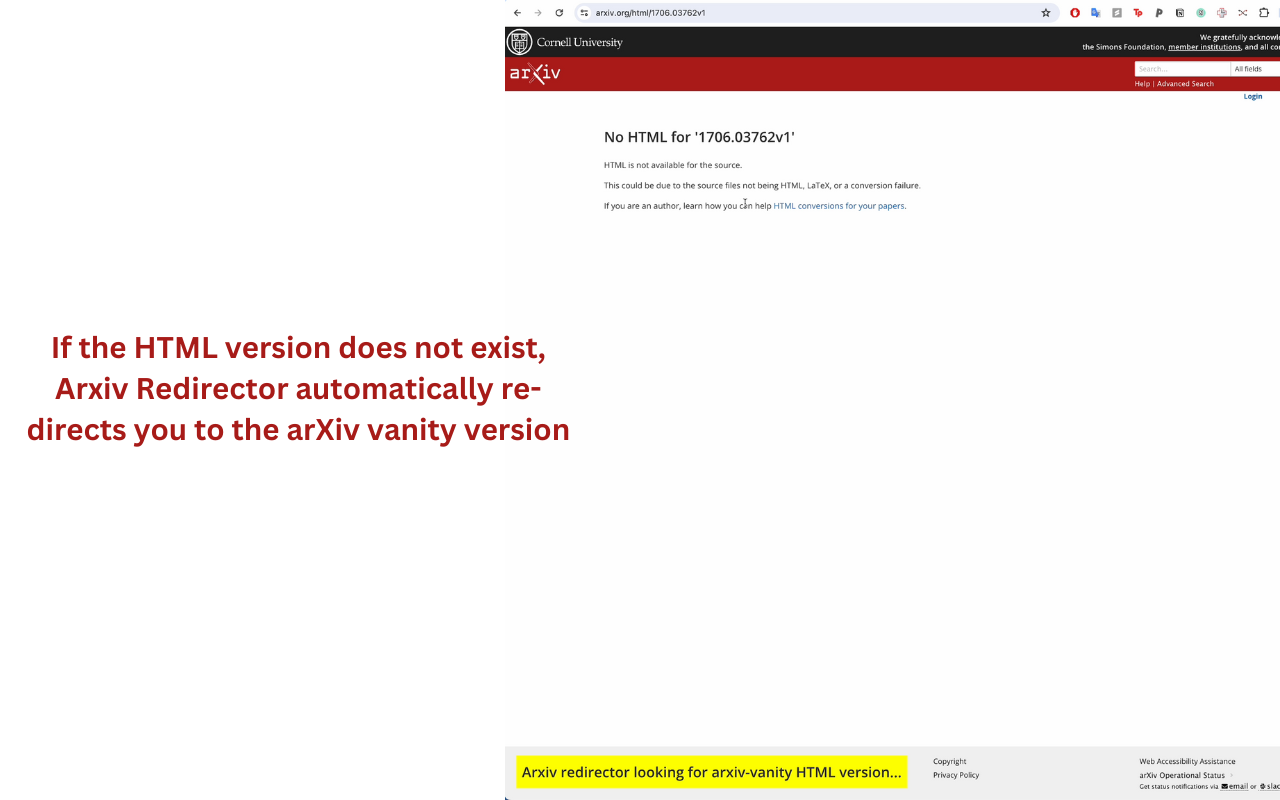 arxiv.org/html/1706.03762v1
Cornell University
We gratefully acknowle
the Simons Foundation, member institutions, and all co
arXiv
Search...
All fields
Help | Advanced Search
Login
No HTML for '1706.03762v1'
HTML is not available for the source.
This could be due to the source files not being HTML, LaTeX, or a conversion failure.
If you are an author, learn how you can help HTML conversions for your papers.
If the HTML version does not exist,
Arxiv Redirector automatically re-
directs you to the arXiv vanity version
Arxiv redirector looking for arxiv-vanity HTML version...
Copyright
Privacy Policy
Web Accessibility Assistance
arXiv Operational Status
Get status notifications via email or slac